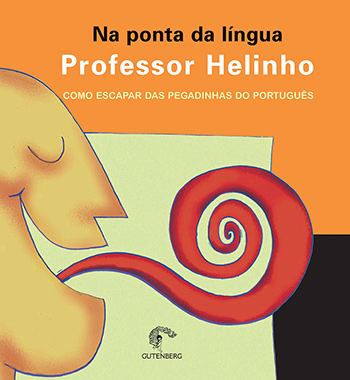 Na ponta da língua
Professor Helinho
COMO ESCAPAR DAS PEGADINHAS DO PORTUGUÊS
GUTENBERG